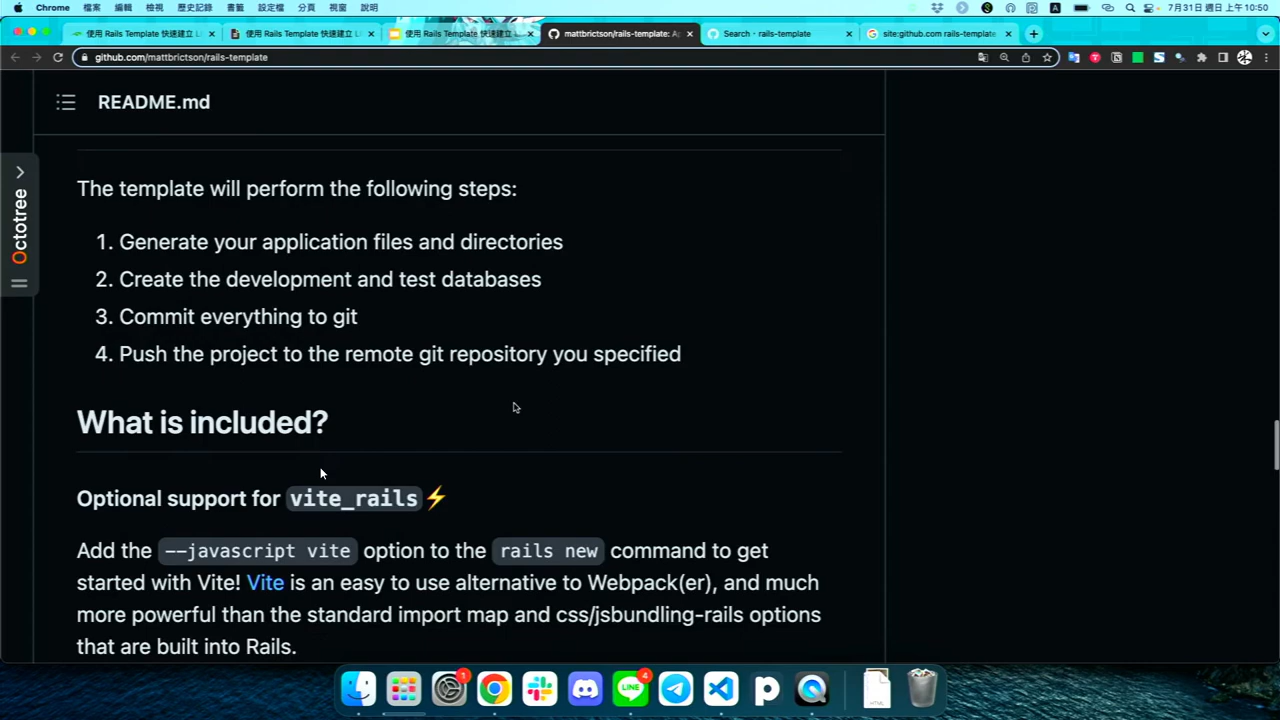 Chrome 檔案 編輯 檢視 歷史記錄 書籤 設定檔 分頁 視窗 說明
A 7月31日 週日 上午 10:50
使用 Rails Template 快速建立 L
使用 Rails Template 快速建立 LI
使用 Rails Template 快速建立
mattbrictson/rails-template: A
Search · rails-template
site:github.com rails-template
github.com/mattbrictson/rails-template
README.md
Octotree
The template will perform the following steps:
1. Generate your application files and directories
2. Create the development and test databases
3. Commit everything to git
4. Push the project to the remote git repository you specified
What is included?
Optional support for vite_rails⚡
Add the --javascript vite option to the rails new command to get
started with Vite! Vite is an easy to use alternative to Webpack(er), and much
more powerful than the standard import map and css/jsbundling-rails options
that are built into Rails.
1
LINE
4
HTML